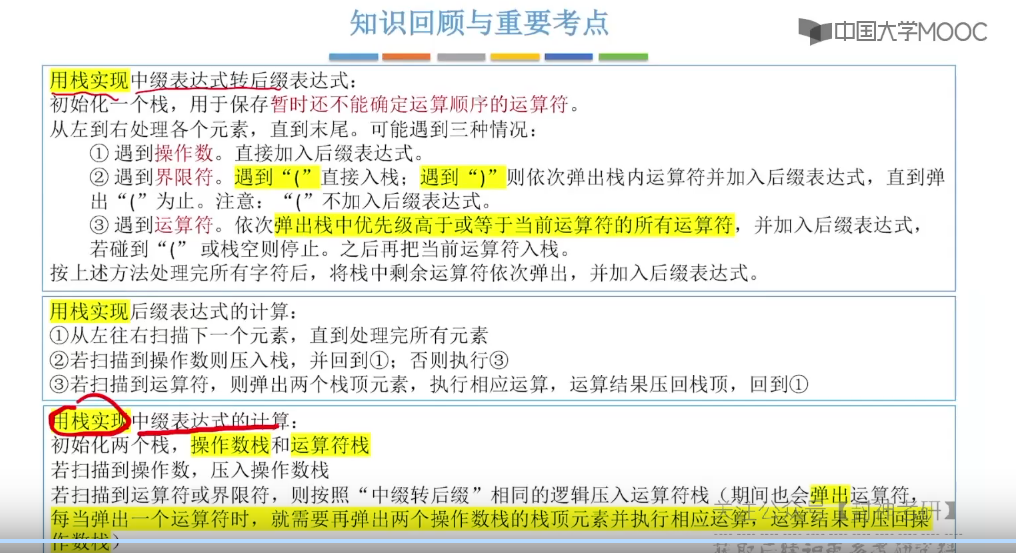 知识回顾与重要考点
中国大学MOOC
用栈实现中缀表达式转后缀表达式：
初始化一个栈，用于保存暂时还不能确定运算顺序的运算符。
从左到右处理各个元素，直到末尾。可能遇到三种情况：
① 遇到操作数。直接加入后缀表达式。
② 遇到界限符。遇到“(”直接入栈；遇到“)”则依次弹出栈内运算符并加入后缀表达式，直到弹
出“(”为止。注意：“(”不加入后缀表达式。
③ 遇到运算符。依次弹出栈中优先级高于或等于当前运算符的所有运算符，并加入后缀表达式，
若碰到“(” 或栈空则停止。之后再把当前运算符入栈。
按上述方法处理完所有字符后，将栈中剩余运算符依次弹出，并加入后缀表达式。
用栈实现后缀表达式的计算：
①从左往右扫描下一个元素，直到处理完所有元素
②若扫描到操作数则压入栈，并回到①；否则执行③
③若扫描到运算符，则弹出两个栈顶元素，执行相应运算，运算结果压回栈顶，回到①
用栈实现中缀表达式的计算：
初始化两个栈，操作数栈和运算符栈
若扫描到操作数，压入操作数栈
若扫描到运算符或界限符，则按照“中缀转后缀”相同的逻辑压入运算符栈（期间也会弹出运算符，
每当弹出一个运算符时，就需要再弹出两个操作数栈的栈顶元素并执行相应运算，运算结果再压回操
作数栈）